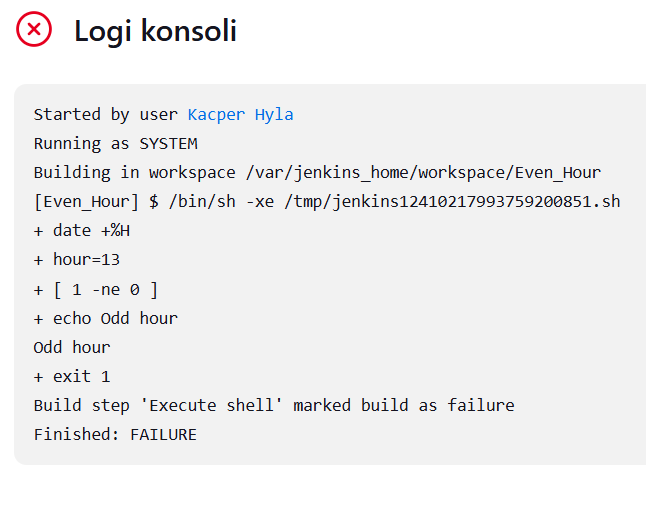 Logi konsoli
Started by user Kacper Hyla
Running as SYSTEM
Building in workspace /var/jenkins_home/workspace/Even_Hour
[Even_Hour] $ /bin/sh -xe /tmp/jenkins12410217993759200851.sh
+ date +%H
+ hour=13
+ [ 1 -ne 0 ]
+ echo Odd hour
Odd hour
+ exit 1
Build step 'Execute shell' marked build as failure
Finished: FAILURE